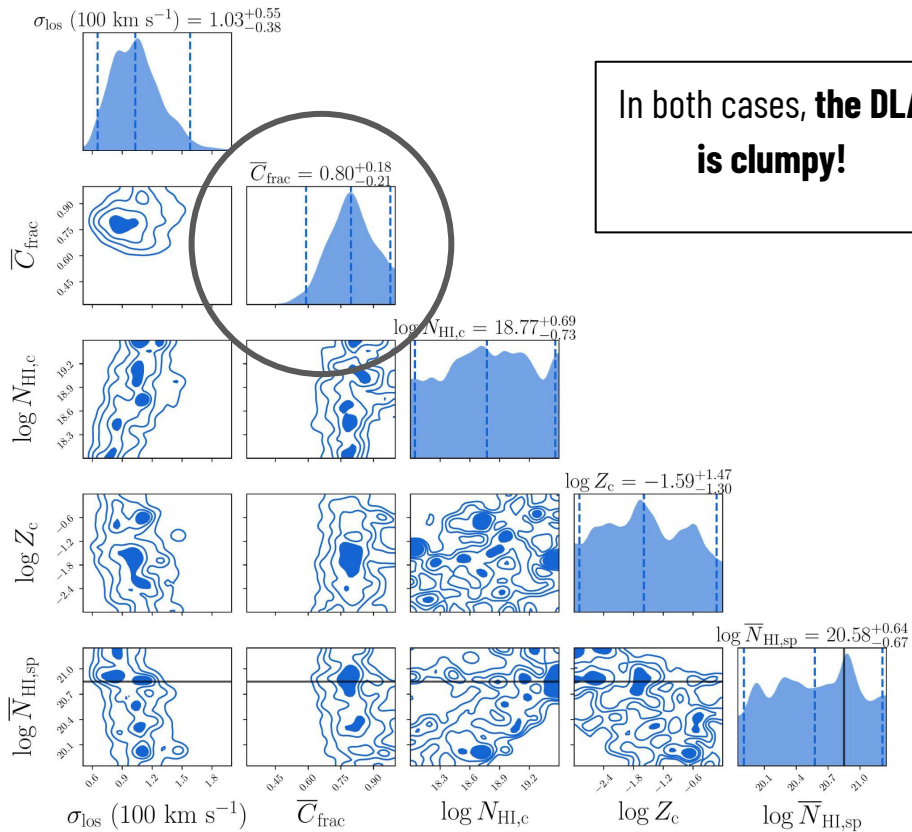 σ_los (100 km s⁻¹) = 1.03 +0.55 −0.38
In both cases, the DLA
is clumpy!
C̅_frac = 0.80 +0.18 −0.21
C̅_frac
0.90
0.75
0.60
0.45
log N_HI,c = 18.77 +0.69 −0.73
log N_HI,c
19.2
18.9
18.6
18.3
log Z_c = −1.59 +1.47 −1.30
log Z_c
−0.6
−1.2
−1.8
−2.4
log N̅_HI,sp = 20.58 +0.64 −0.67
log N̅_HI,sp
21.0
20.7
20.4
20.1
0.6 0.9 1.2 1.5 1.8
0.45 0.60 0.75 0.90
18.3 18.6 18.9 19.2
−2.4 −1.8 −1.2 −0.6
20.1 20.4 20.7 21.0
σ_los (100 km s⁻¹) C̅_frac log N_HI,c log Z_c log N̅_HI,sp